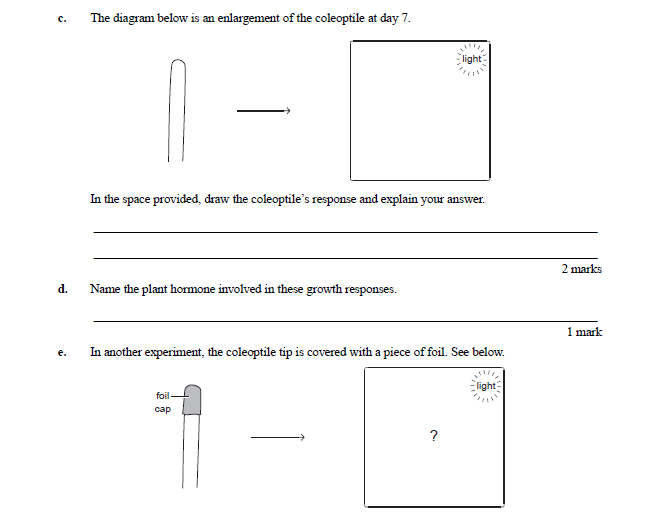 c. The diagram below is an enlargement of the coleoptile at day 7.
light
In the space provided, draw the coleoptile's response and explain your answer.
2 marks
d. Name the plant hormone involved in these growth responses.
1 mark
e. In another experiment, the coleoptile tip is covered with a piece of foil. See below.
light
foil
cap
?